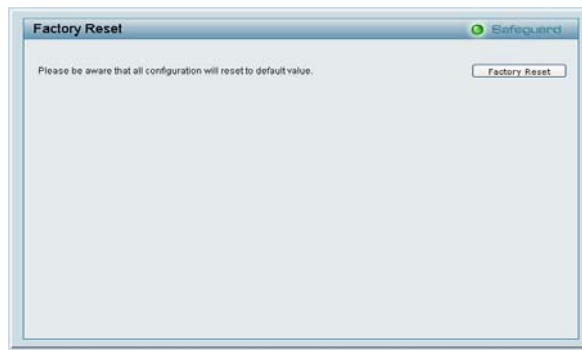 Factory Reset
Safeguard
Please be aware that all configuration will reset to default value.
Factory Reset